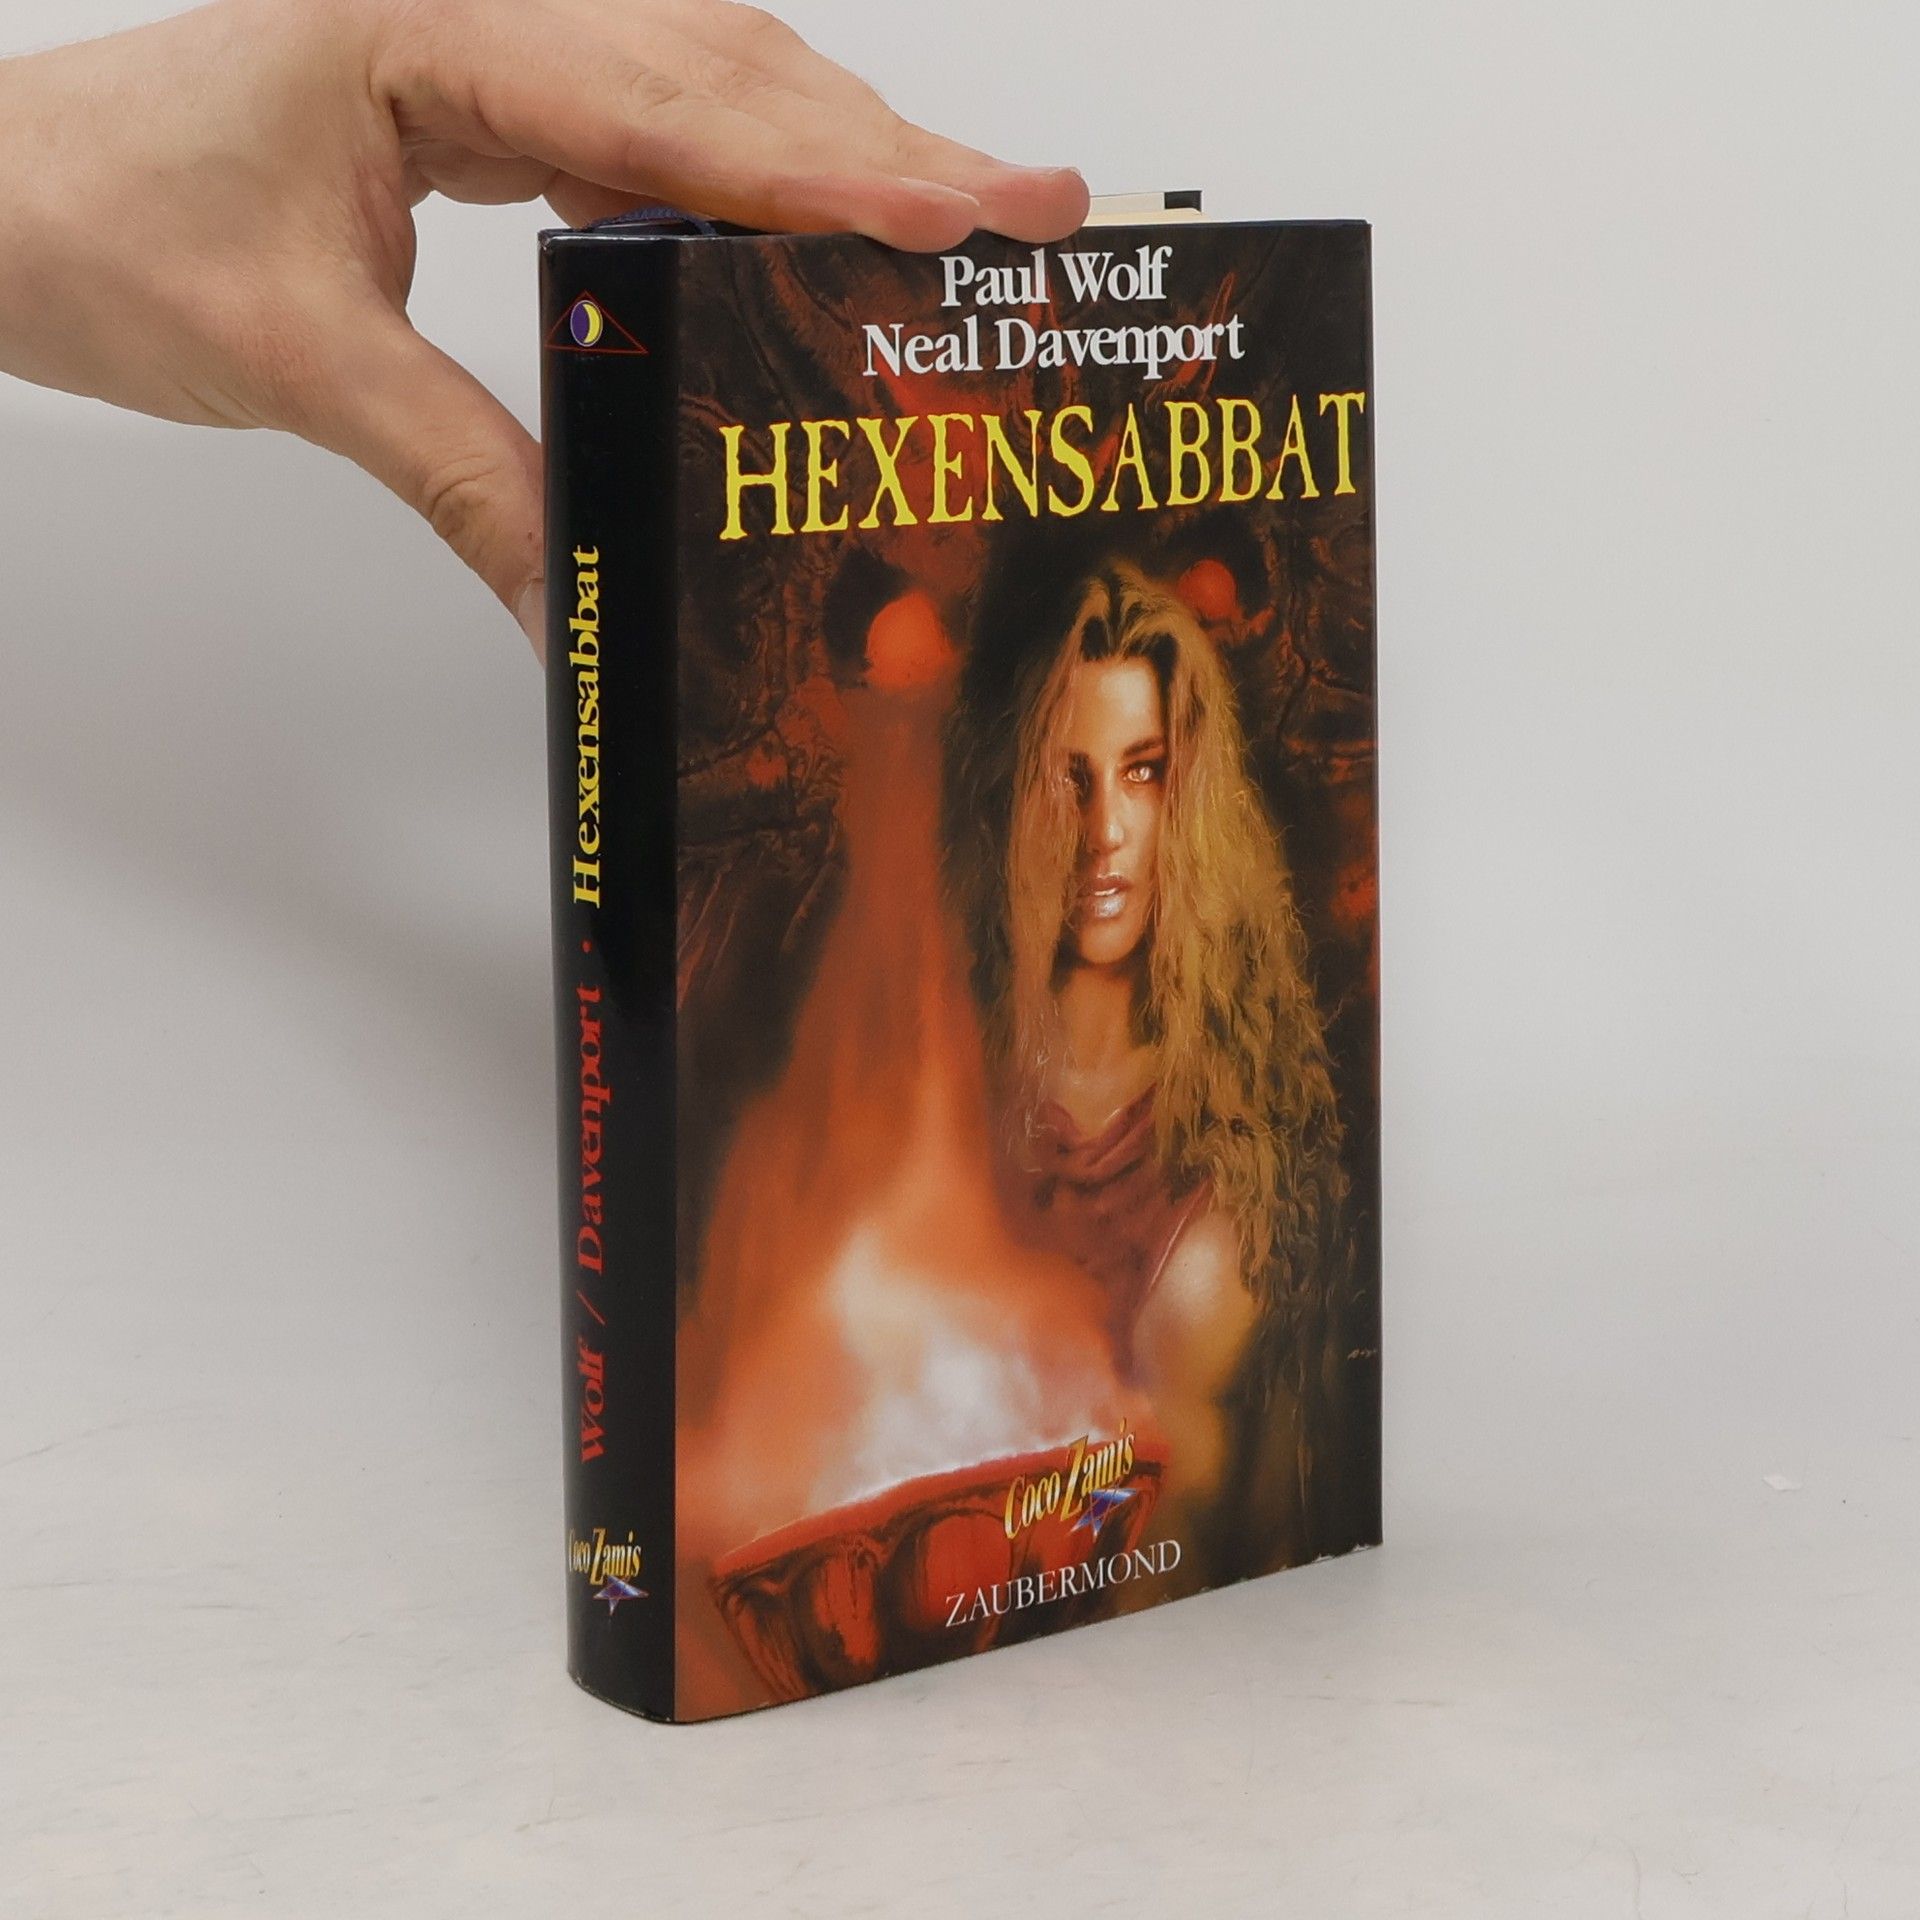 Paul Wolf
Neal Davenport
HEXENSABBAT
Coco Zamis
ZAUBERMOND
Wolf / Davenport · Hexensabbat
Coco Zamis